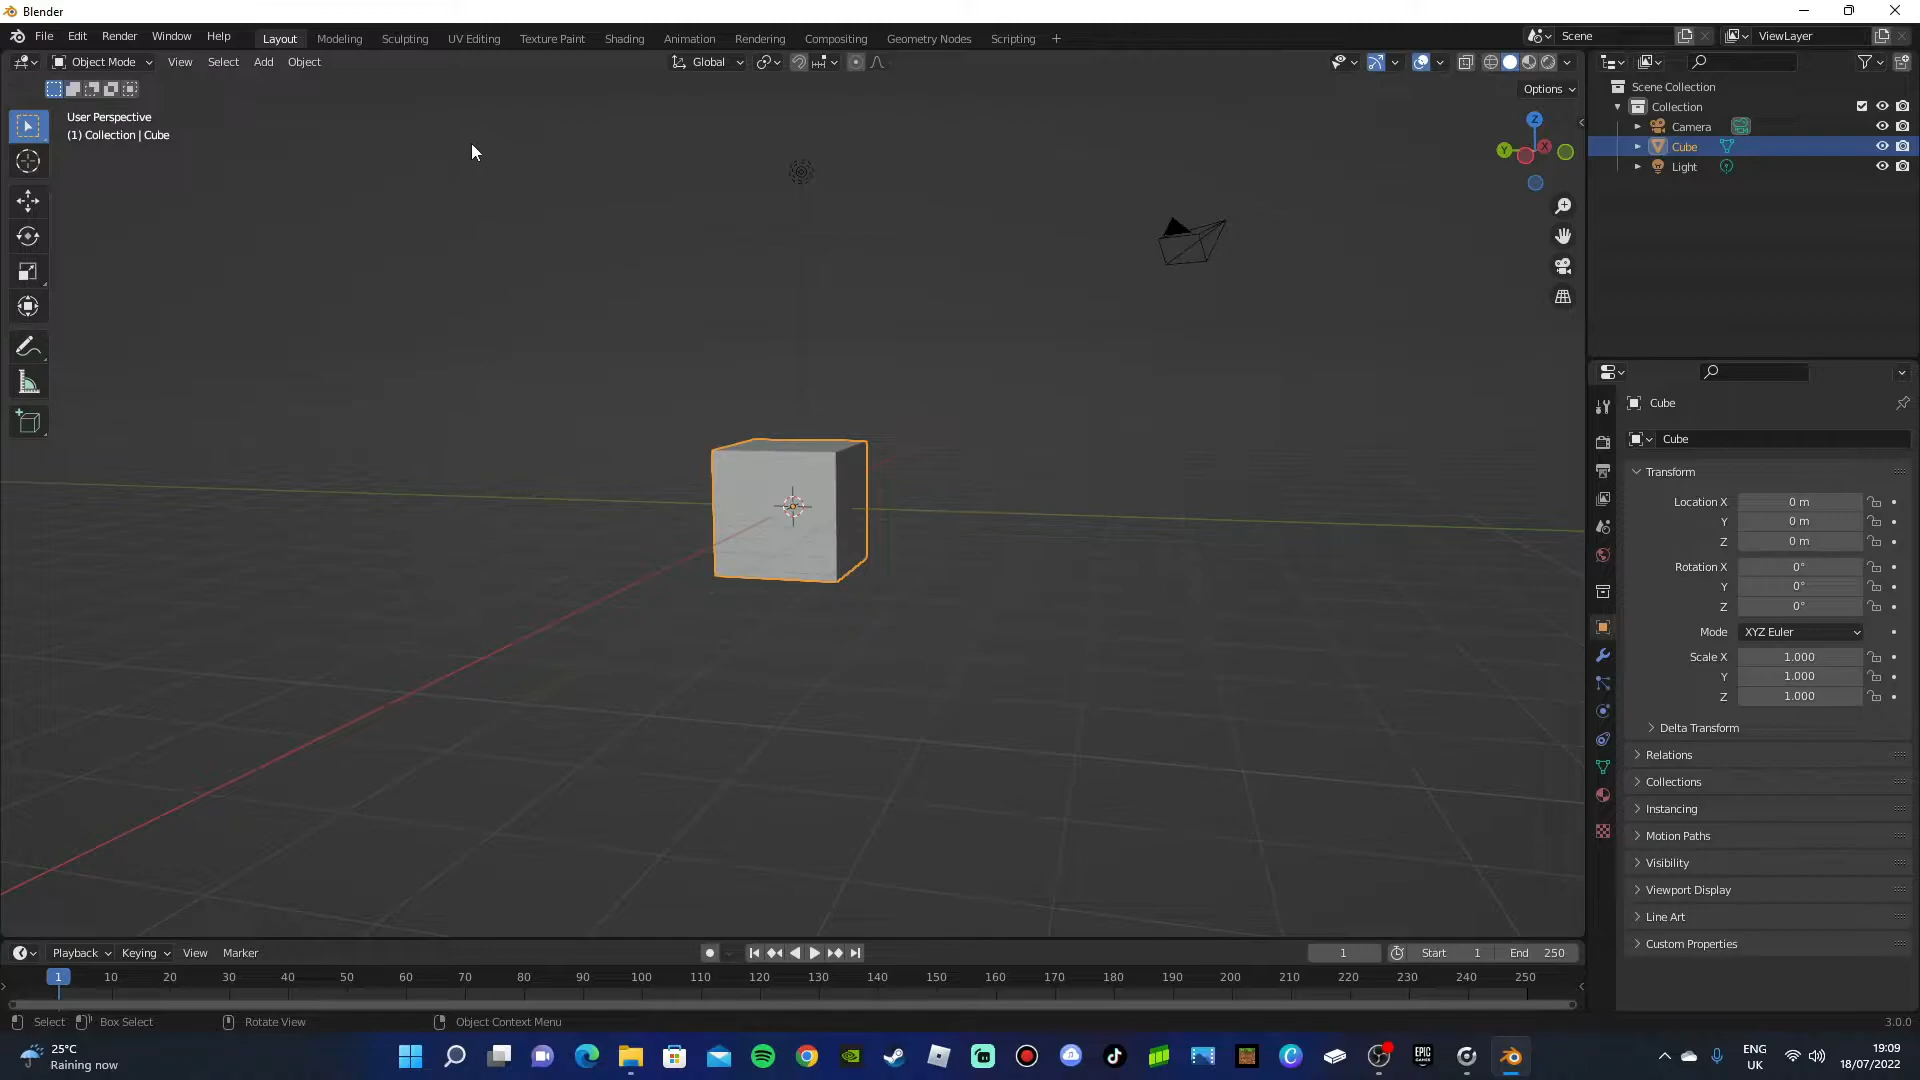 Blender
File Edit Render Window Help Layout Modeling Sculpting UV Editing Texture Paint Shading Animation Rendering Compositing Geometry Nodes Scripting + Scene ViewLayer
Object Mode View Select Add Object Global
Options
User Perspective
(1) Collection | Cube
Z
Y
X
Scene Collection
Collection
Camera
Cube
Light
Cube
Cube
Transform
Location X 0 m
Y 0 m
Z 0 m
Rotation X 0°
Y 0°
Z 0°
Mode XYZ Euler
Scale X 1.000
Y 1.000
Z 1.000
Delta Transform
Relations
Collections
Instancing
Motion Paths
Visibility
Viewport Display
Line Art
Custom Properties
Playback Keying View Marker 1 Start 1 End 250
1 10 20 30 40 50 60 70 80 90 100 110 120 130 140 150 160 170 180 190 200 210 220 230 240 250
Select Box Select Rotate View Object Context Menu 3.0.0
25°C
Raining now
EPIC
GAMES
ENG
UK
19:09
18/07/2022